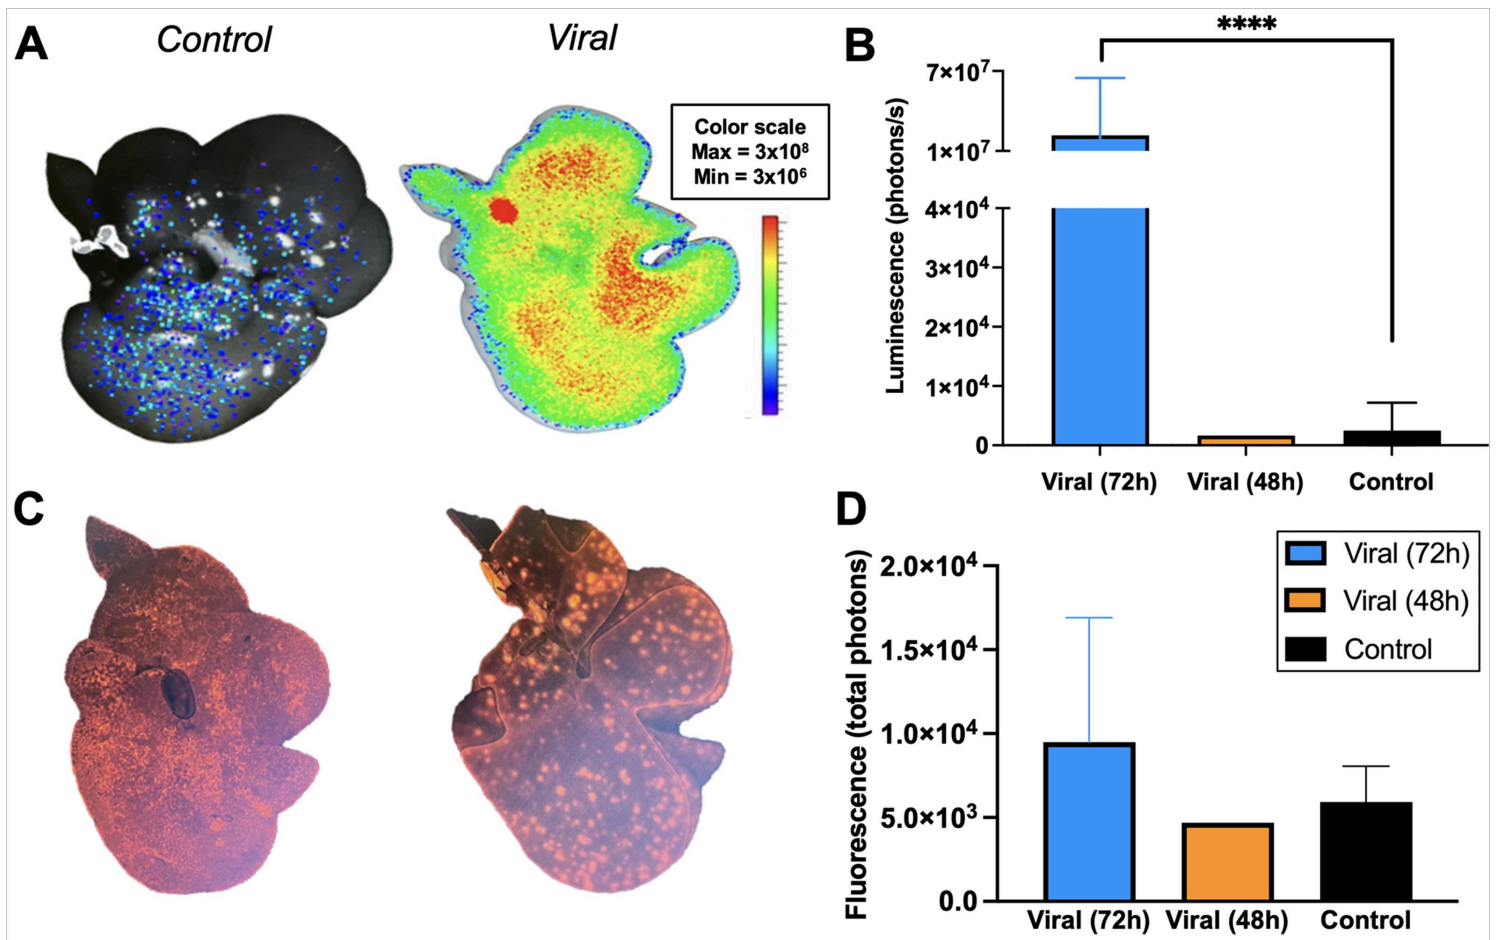 A
Control
Viral
Color scale
Max = 3x10⁸
Min = 3x10⁶
B
****
Luminescence (photons/s)
7×10⁷
1×10⁷
4×10⁴
3×10⁴
2×10⁴
1×10⁴
0
Viral (72h)
Viral (48h)
Control
C
D
Fluorescence (total photons)
2.0×10⁴
1.5×10⁴
1.0×10⁴
5.0×10³
0.0
Viral (72h)
Viral (48h)
Control
Viral (72h)
Viral (48h)
Control